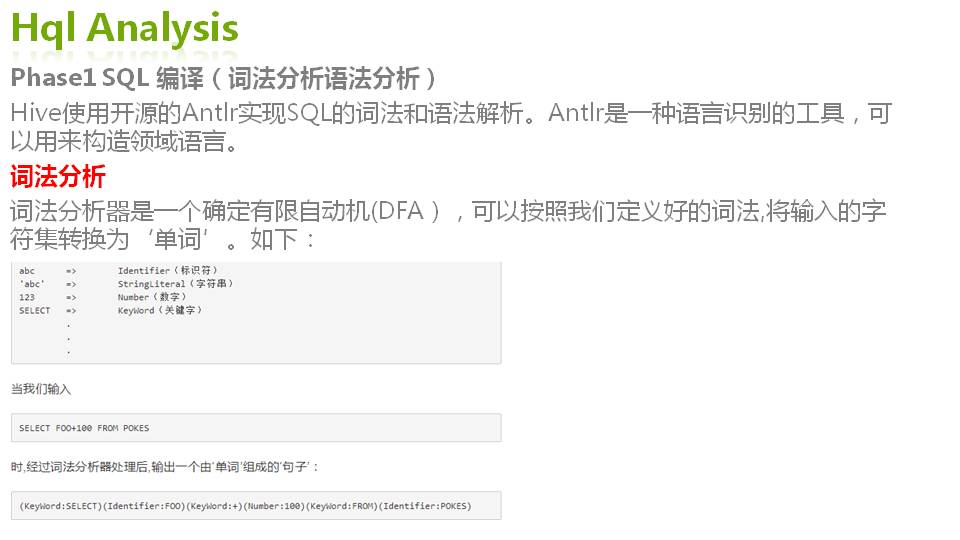 Hql Analysis
Phase1 SQL 编译（词法分析语法分析）
Hive使用开源的Antlr实现SQL的词法和语法解析。Antlr是一种语言识别的工具，可
以用来构造领域语言。
词法分析
词法分析器是一个确定有限自动机(DFA），可以按照我们定义好的词法,将输入的字
符集转换为‘单词’。如下：
abc => Identifier（标识符）
'abc' => StringLiteral（字符串）
123 => Number（数字）
SELECT => KeyWord（关键字）
.
.
.
当我们输入
SELECT FOO+100 FROM POKES
时,经过词法分析器处理后,输出一个由'单词'组成的'句子'：
(KeyWord:SELECT)(Identifier:FOO)(KeyWord:+)(Number:100)(KeyWord:FROM)(Identifier:POKES)